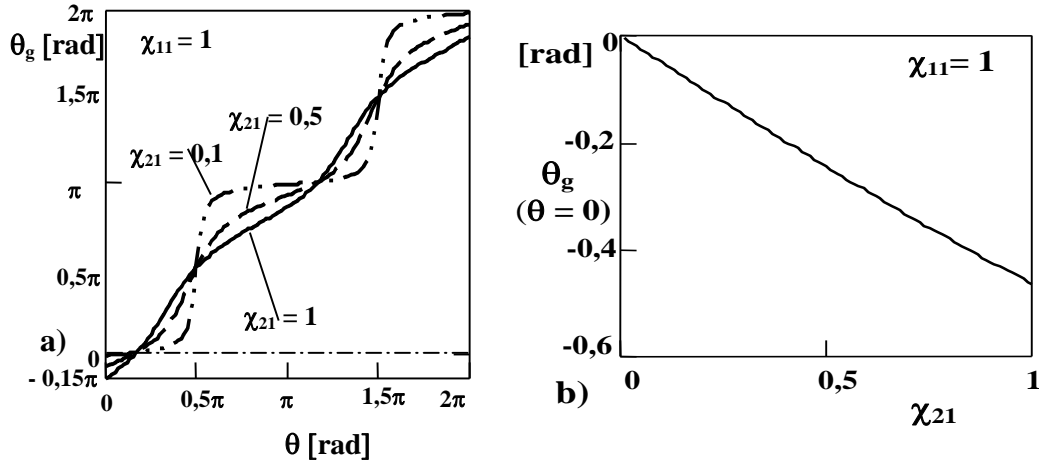 2π
θg [rad]
χ11 = 1
1,5π
χ21 = 0,5
χ21 = 0,1
π
0,5π
χ21 = 1
a)
0
- 0,15π
0 0,5π π 1,5π 2π
θ [rad]
[rad] 0
χ11 = 1
-0,2
θg
(θ = 0)
-0,4
-0,6
0 0,5 1
b)
χ21